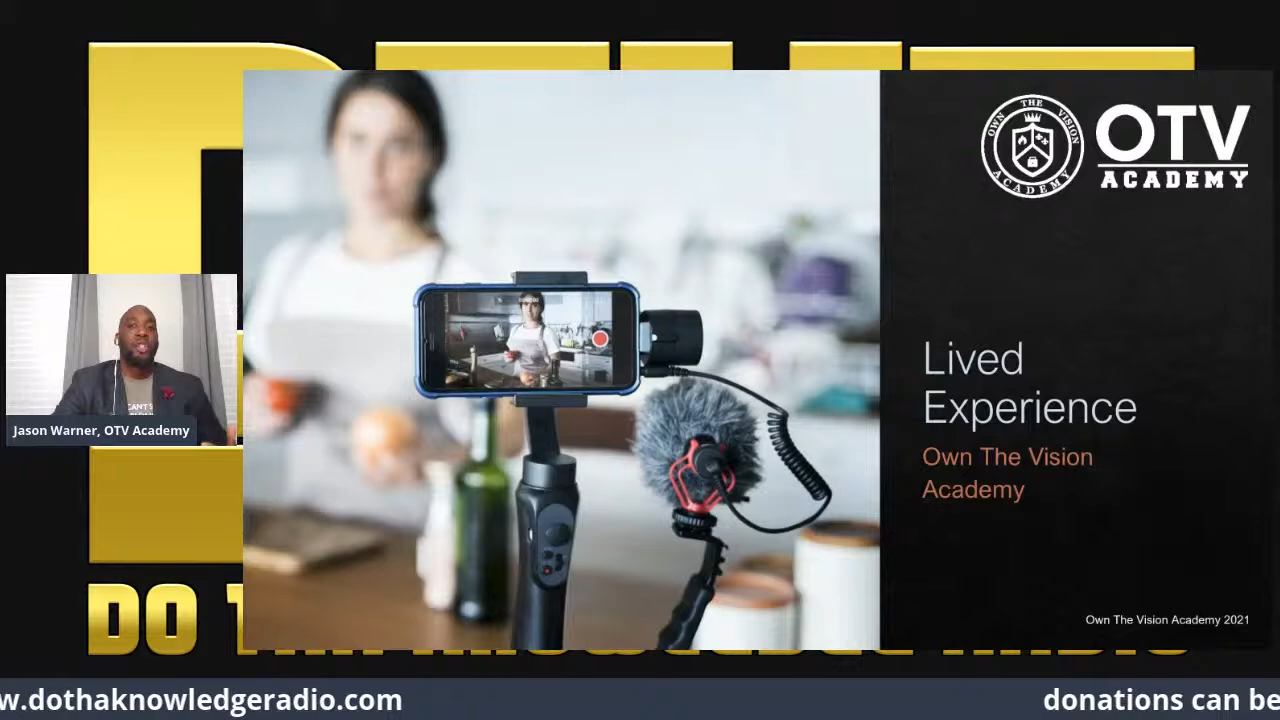 OWN THE VISION
ACADEMY
OTV
ACADEMY
Lived
Experience
Own The Vision
Academy
CAN'T
Jason Warner, OTV Academy
Own The Vision Academy 2021
DO
w.dothaknowledgeradio.com
donations can be